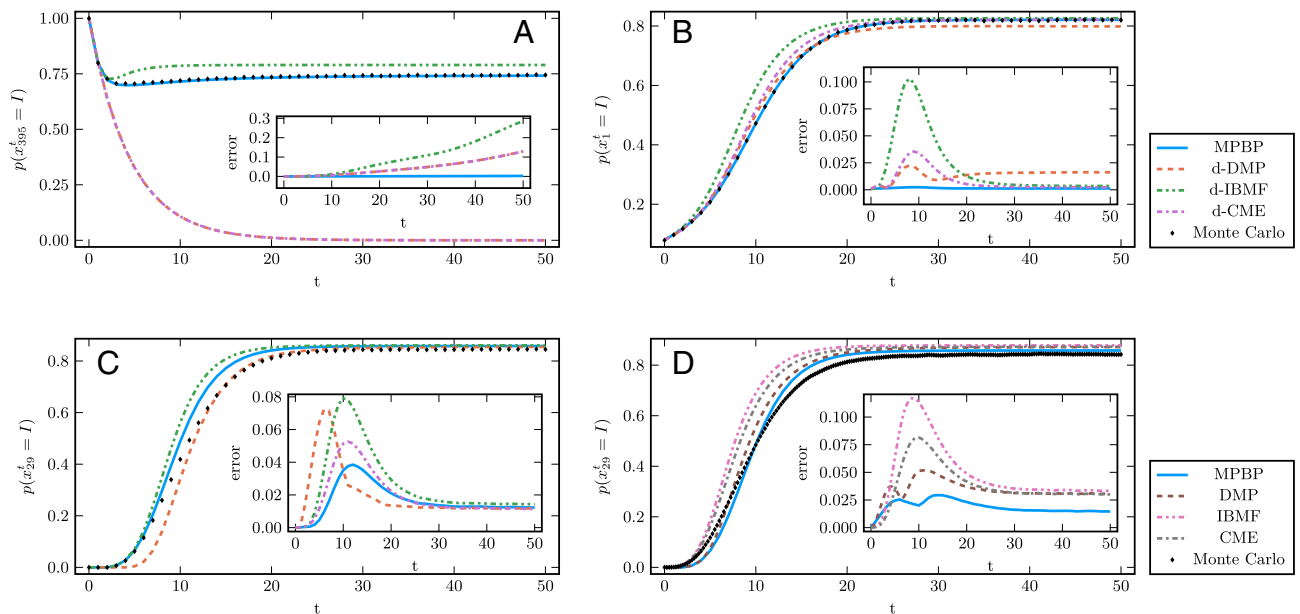 A
p(x^t_{395} = I)
1.00
0.75
0.50
0.25
0.00
0 10 20 30 40 50
t
error
0.3
0.2
0.1
0.0
0 10 20 30 40 50
t
B
p(x^t_1 = I)
0.8
0.6
0.4
0.2
0 10 20 30 40 50
t
error
0.100
0.075
0.050
0.025
0.000
0 10 20 30 40 50
t
MPBP
d-DMP
d-IBMF
d-CME
Monte Carlo
C
p(x^t_{29} = I)
0.8
0.6
0.4
0.2
0.0
0 10 20 30 40 50
t
error
0.08
0.06
0.04
0.02
0.00
0 10 20 30 40 50
t
D
p(x^t_{29} = I)
0.8
0.6
0.4
0.2
0.0
0 10 20 30 40 50
t
error
0.100
0.075
0.050
0.025
0.000
0 10 20 30 40 50
t
MPBP
DMP
IBMF
CME
Monte Carlo